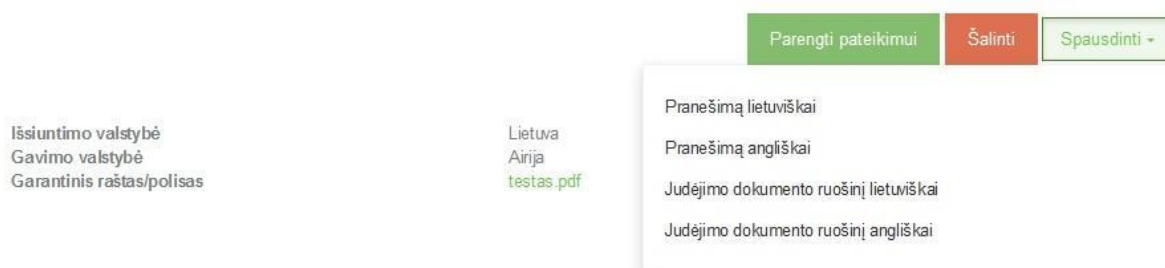 Parengti pateikimui Šalinti Spausdinti
Pranešimą lietuviškai
Išsiuntimo valstybė Lietuva
Gavimo valstybė Airija
Pranešimą angliškai
Garantinis raštas/polisas testas.pdf
Judėjimo dokumento ruošinį lietuviškai
Judėjimo dokumento ruošinį angliškai